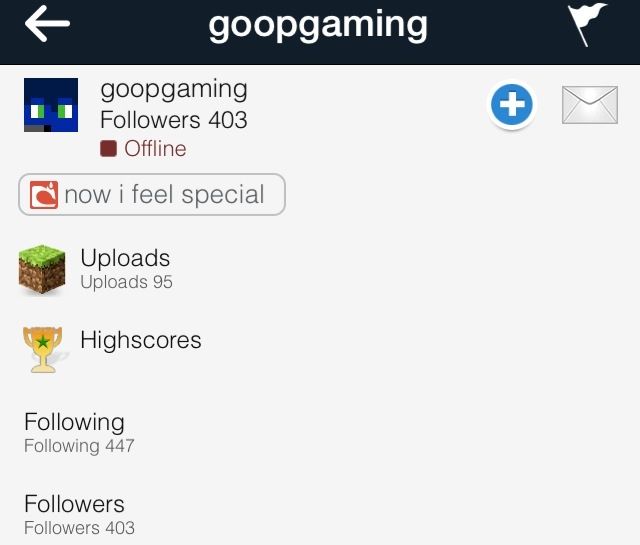 goopgaming
goopgaming
Followers 403
Offline
now i feel special
Uploads
Uploads 95
Highscores
Following
Following 447
Followers
Followers 403